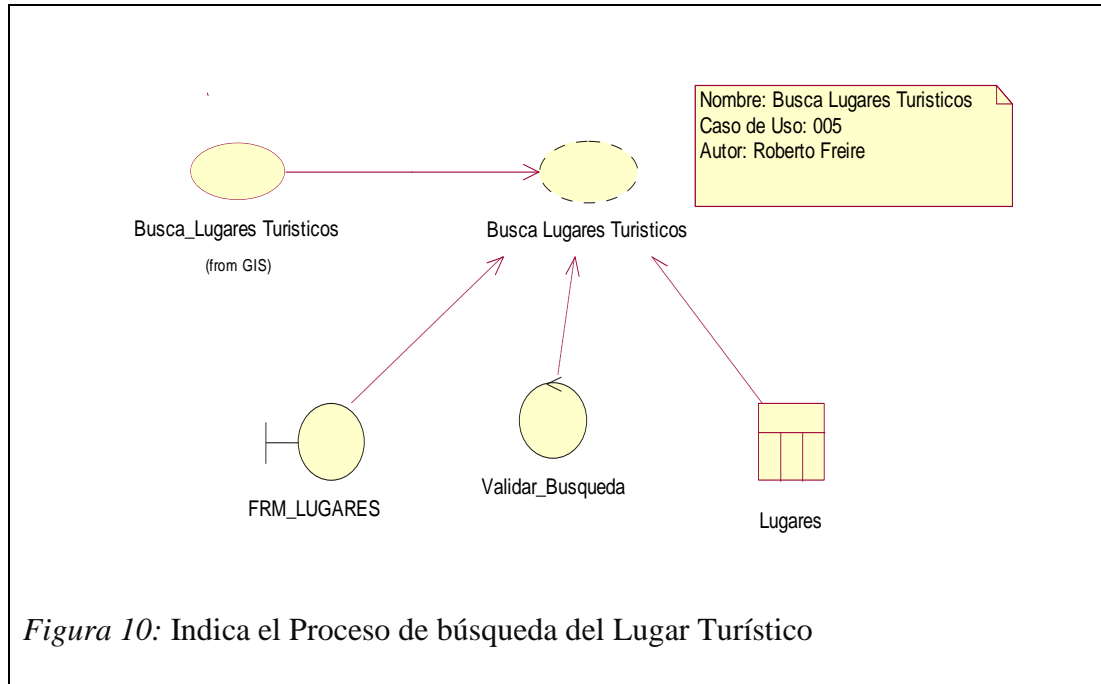 Nombre: Busca Lugares Turisticos
Caso de Uso: 005
Autor: Roberto Freire
Busca_Lugares Turisticos
(from GIS)
Busca Lugares Turisticos
FRM_LUGARES
Validar_Busqueda
Lugares
Figura 10: Indica el Proceso de búsqueda del Lugar Turístico